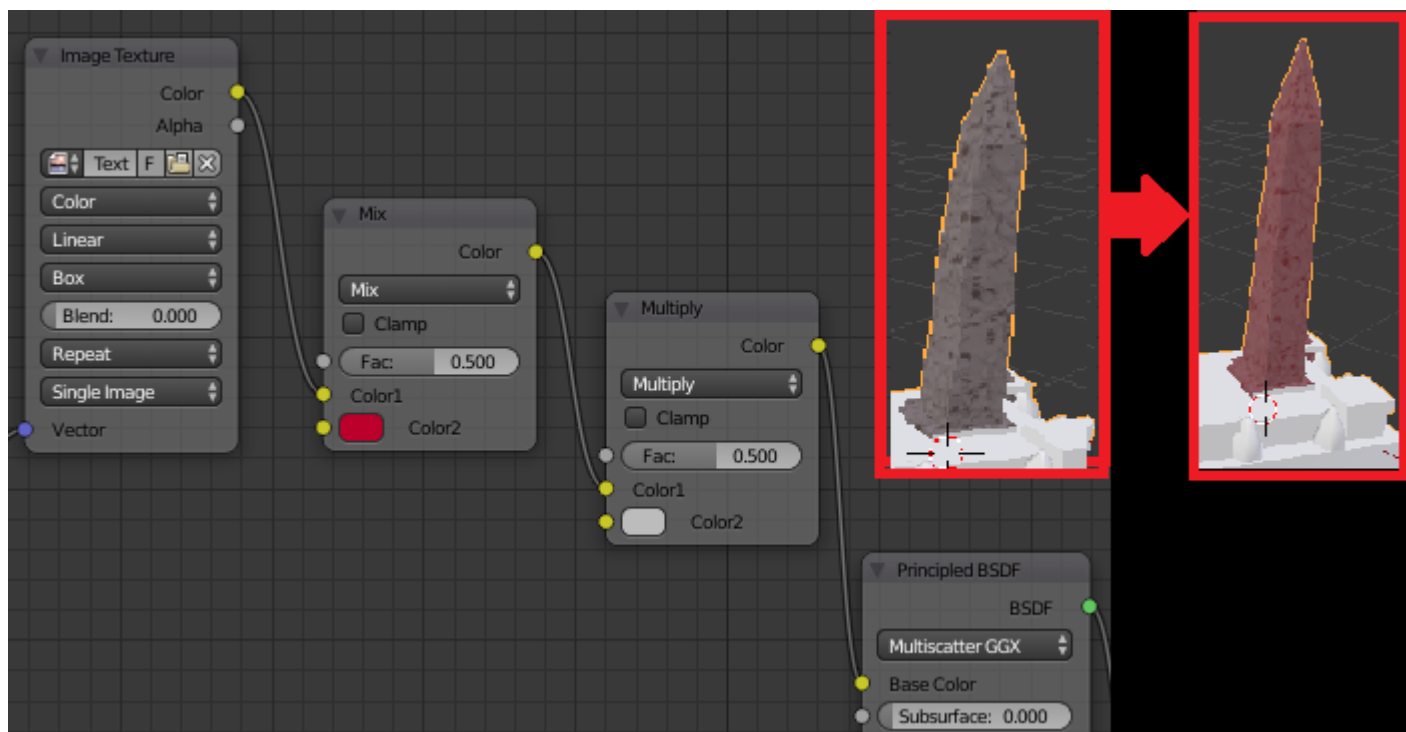 Image Texture
Color
Alpha
Text F
Color
Linear
Box
Blend: 0.000
Repeat
Single Image
Vector
Mix
Color
Mix
Clamp
Fac: 0.500
Color1
Color2
Multiply
Color
Multiply
Clamp
Fac: 0.500
Color1
Color2
Principled BSDF
BSDF
Multiscatter GGX
Base Color
Subsurface: 0.000